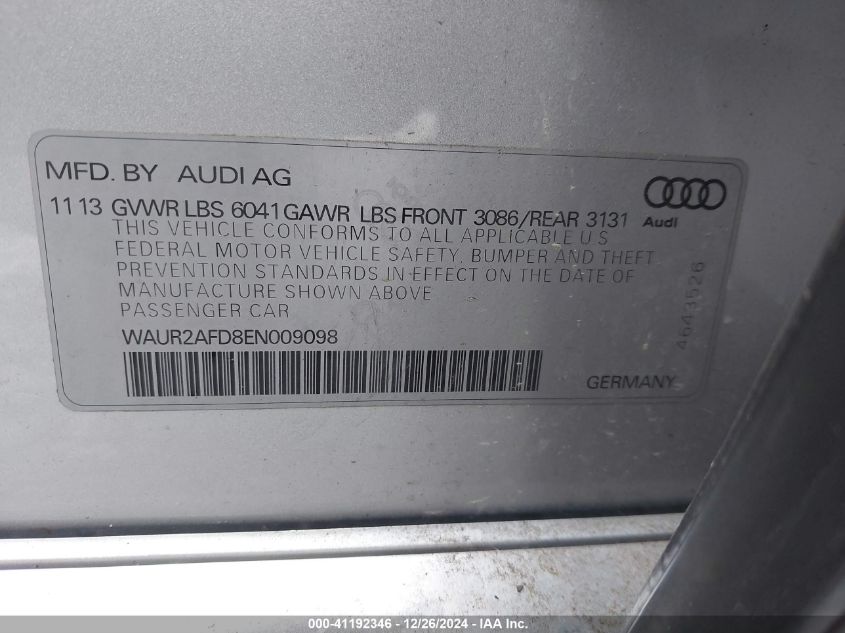 MFD. BY AUDI AG
11 13 GVWR LBS 6041 GAWR LBS FRONT 3086/REAR 3131
Audi
THIS VEHICLE CONFORMS TO ALL APPLICABLE U S
FEDERAL MOTOR VEHICLE SAFETY, BUMPER AND THEFT
PREVENTION STANDARDS IN EFFECT ON THE DATE OF
MANUFACTURE SHOWN ABOVE
PASSENGER CAR
4643526
WAUR2AFD8EN009098
GERMANY
000-41192346 - 12/26/2024 - IAA Inc.